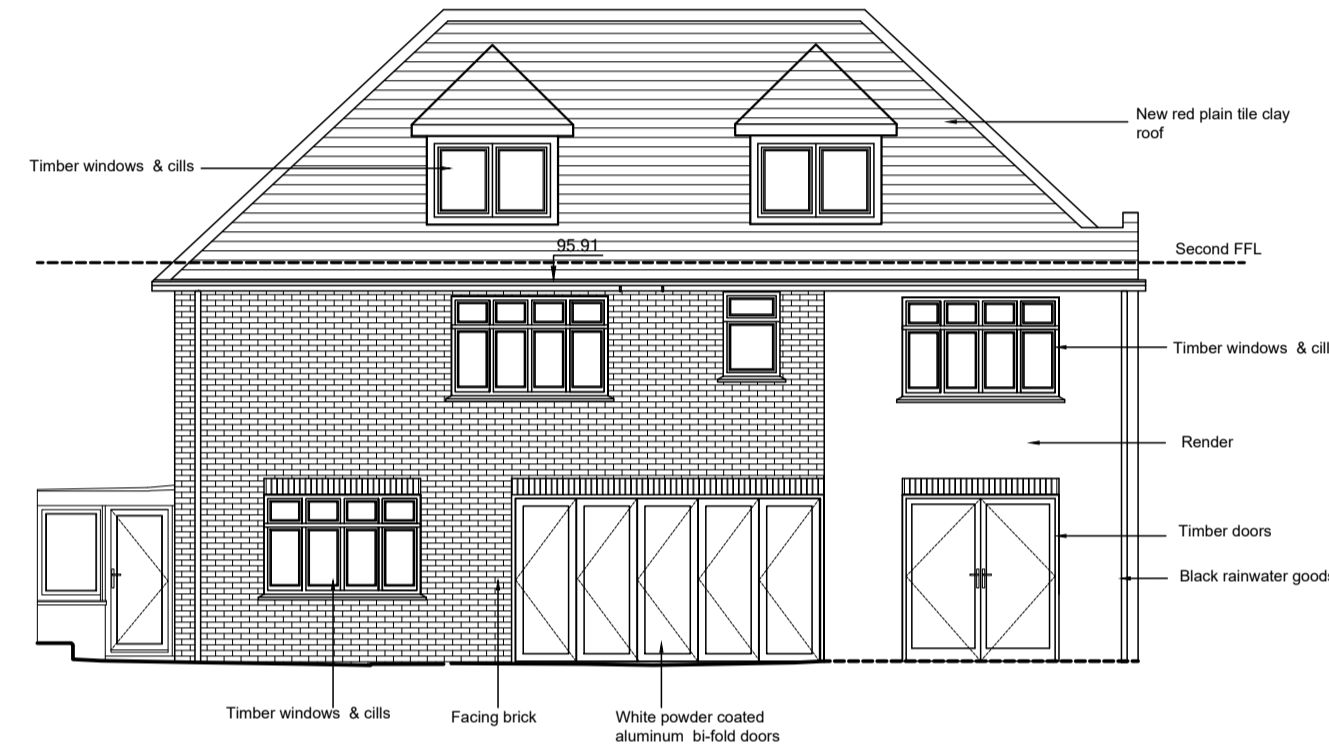 New red plain tile clay
roof
Timber windows & cills
95.91
Second FFL
Timber windows & cill
Render
Timber doors
Black rainwater goods
Timber windows & cills
Facing brick
White powder coated
aluminum bi-fold doors